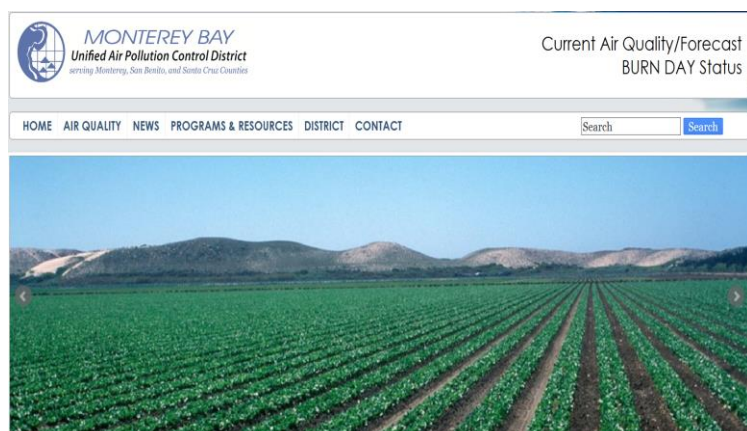 MONTEREY BAY
Unified Air Pollution Control District
serving Monterey, San Benito, and Santa Cruz Counties
Current Air Quality/Forecast
BURN DAY Status
HOME AIR QUALITY NEWS PROGRAMS & RESOURCES DISTRICT CONTACT
Search Search